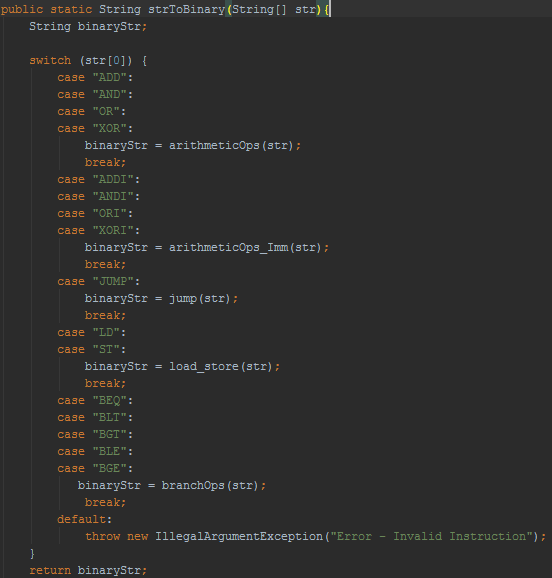 public static String strToBinary(String[] str){
    String binaryStr;

    switch (str[0]) {
        case "ADD":
        case "AND":
        case "OR":
        case "XOR":
            binaryStr = arithmeticOps(str);
            break;
        case "ADDI":
        case "ANDI":
        case "ORI":
        case "XORI":
            binaryStr = arithmeticOps_Imm(str);
            break;
        case "JUMP":
            binaryStr = jump(str);
            break;
        case "LD":
        case "ST":
            binaryStr = load_store(str);
            break;
        case "BEQ":
        case "BLT":
        case "BGT":
        case "BLE":
        case "BGE":
           binaryStr = branchOps(str);
            break;
        default:
            throw new IllegalArgumentException("Error - Invalid Instruction");
    }
    return binaryStr;